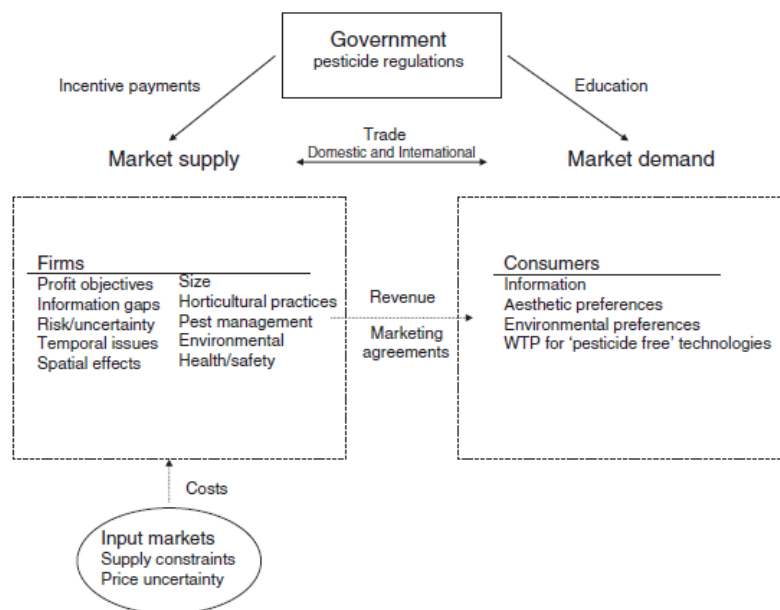 Government
pesticide regulations
Incentive payments
Education
Trade
Domestic and International
Market supply
Market demand
Firms
Profit objectives
Information gaps
Risk/uncertainty
Temporal issues
Spatial effects
Size
Horticultural practices
Pest management
Environmental
Health/safety
Revenue
Marketing
agreements
Consumers
Information
Aesthetic preferences
Environmental preferences
WTP for ‘pesticide free’ technologies
Costs
Input markets
Supply constraints
Price uncertainty